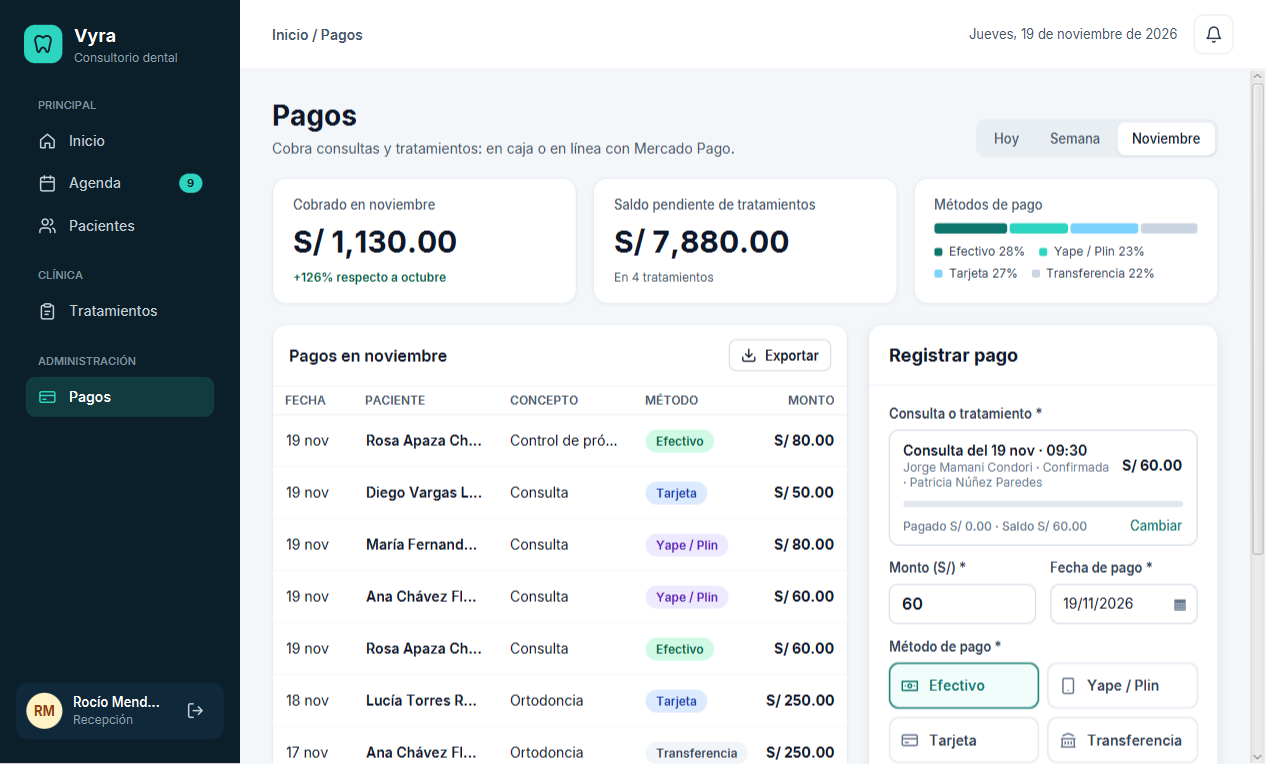 Vyra
Consultorio dental
PRINCIPAL
Inicio
Agenda 9
Pacientes
CLÍNICA
Tratamientos
ADMINISTRACIÓN
Pagos
RM
Rocío Mend...
Recepción
Inicio / Pagos
Jueves, 19 de noviembre de 2026
Pagos
Cobra consultas y tratamientos: en caja o en línea con Mercado Pago.
Hoy Semana Noviembre
Cobrado en noviembre
S/ 1,130.00
+126% respecto a octubre
Saldo pendiente de tratamientos
S/ 7,880.00
En 4 tratamientos
Métodos de pago
Efectivo 28% Yape / Plin 23%
Tarjeta 27% Transferencia 22%
Pagos en noviembre
Exportar
FECHA PACIENTE CONCEPTO MÉTODO MONTO
19 nov Rosa Apaza Ch... Control de pró... Efectivo S/ 80.00
19 nov Diego Vargas L... Consulta Tarjeta S/ 50.00
19 nov María Fernand... Consulta Yape / Plin S/ 80.00
19 nov Ana Chávez Fl... Consulta Yape / Plin S/ 60.00
19 nov Rosa Apaza Ch... Consulta Efectivo S/ 60.00
18 nov Lucía Torres R... Ortodoncia Tarjeta S/ 250.00
17 nov Ana Chávez Fl... Ortodoncia Transferencia S/ 250.00
Registrar pago
Consulta o tratamiento *
Consulta del 19 nov · 09:30
Jorge Mamani Condori · Confirmada
· Patricia Núñez Paredes
S/ 60.00
Pagado S/ 0.00 · Saldo S/ 60.00
Cambiar
Monto (S/) * Fecha de pago *
60 19/11/2026
Método de pago *
Efectivo Yape / Plin
Tarjeta Transferencia